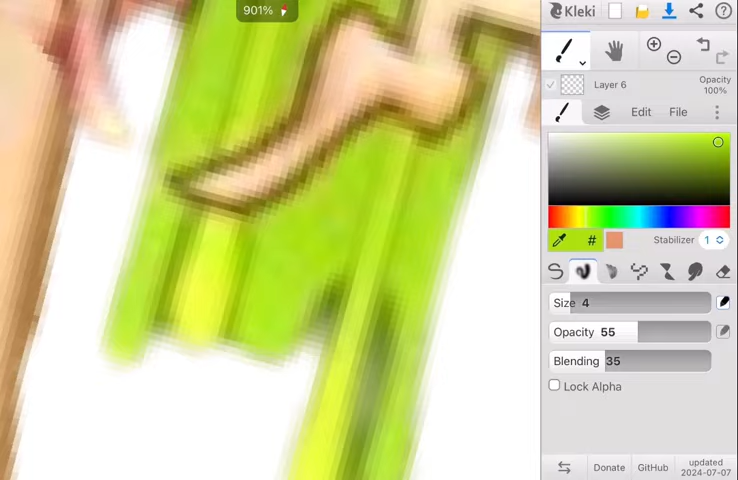 901%
Kleki
Layer 6
Opacity
100%
Edit
File
#
Stabilizer
1
Size 4
Opacity 55
Blending 35
Lock Alpha
Donate
GitHub
updated
2024-07-07